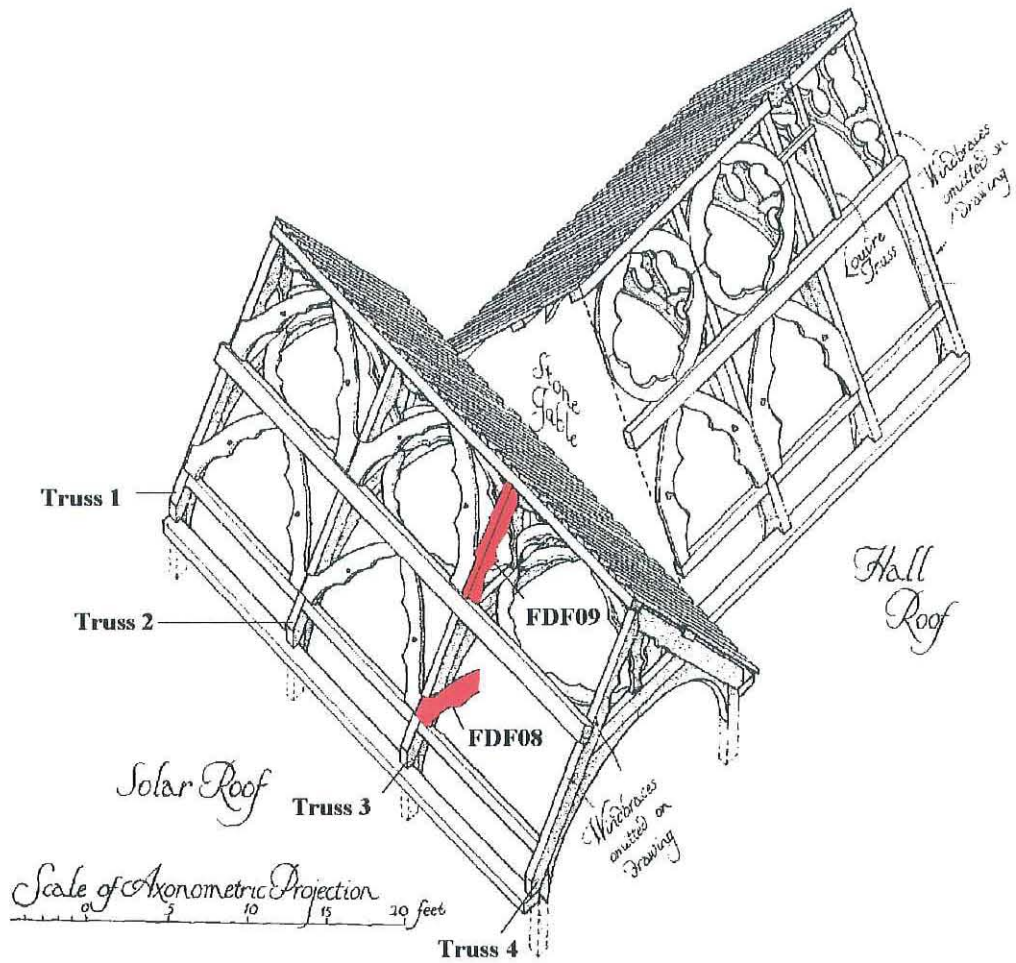 Windbraces
omitted on
Drawing
Louvre
Truss
Stone
Gable
Truss 1
Hall
Roof
Truss 2
FDF09
FDF08
Solar Roof
Truss 3
Windbraces
omitted on
Drawing
Scale of Axonometric Projection
0 5 10 15 20 feet
Truss 4